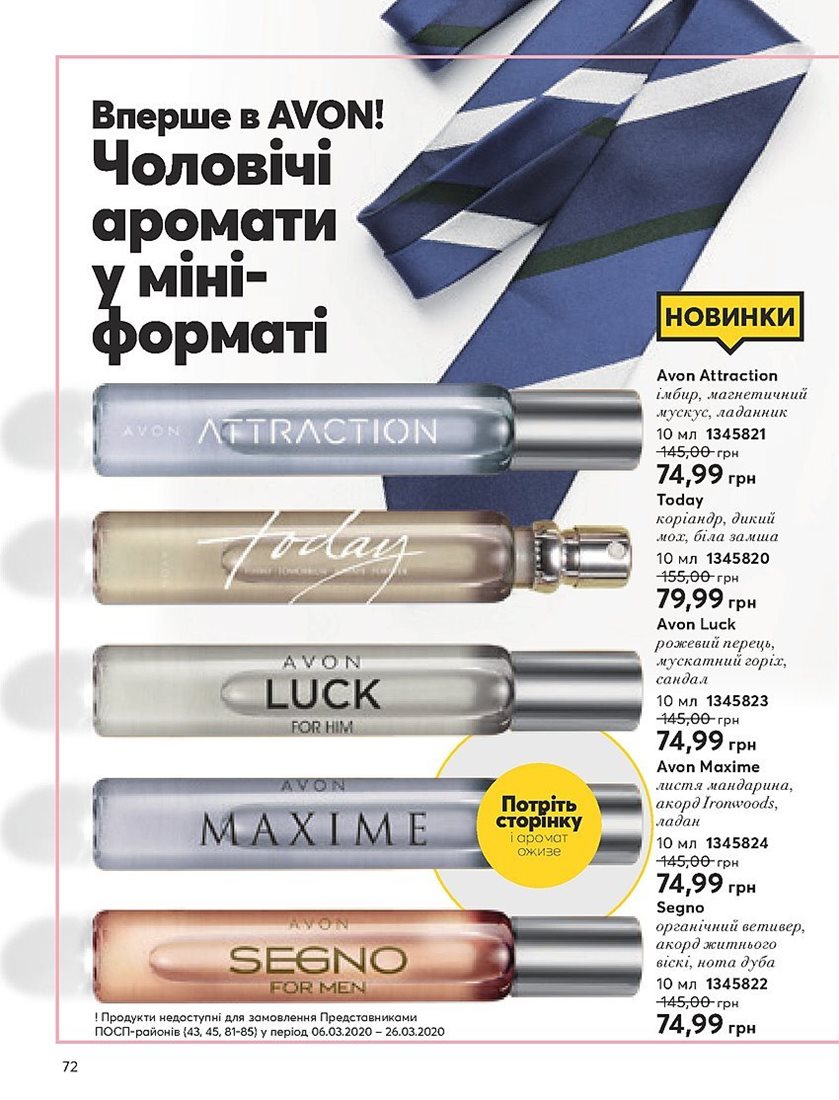 Вперше в AVON!
Чоловічі
аромати
у міні-
форматі
НОВИНКИ
AVON ATTRACTION
Avon Attraction
імбир, магнетичний
мускус, ладанник
10 мл 1345821
145,00 грн
74,99 грн
today
TODAY TOMORROW ALWAYS FOREVER
Today
коріандр, дикий
мох, біла замша
10 мл 1345820
155,00 грн
79,99 грн
AVON
LUCK
FOR HIM
Avon Luck
рожевий перець,
мускатний горіх,
сандал
10 мл 1345823
145,00 грн
74,99 грн
AVON
MAXIME
Потріть
сторінку
і аромат
оживе
Avon Maxime
листя мандарина,
акорд Ironwoods,
ладан
10 мл 1345824
145,00 грн
74,99 грн
AVON
SEGNO
FOR MEN
Segno
органічний ветивер,
акорд житнього
віскі, нота дуба
10 мл 1345822
145,00 грн
74,99 грн
! Продукти недоступні для замовлення Представниками
ПОСП-районів (43, 45, 81-85) у період 06.03.2020 – 26.03.2020
72